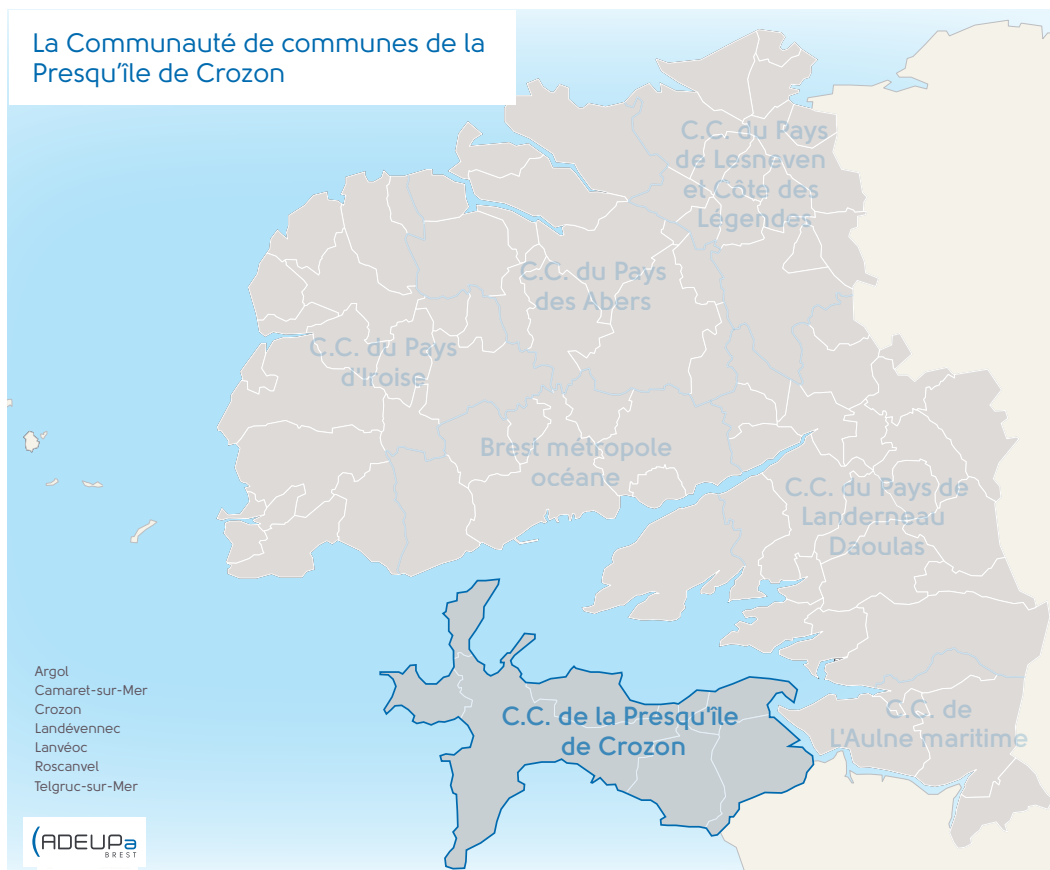 La Communauté de communes de la
Presqu'île de Crozon
C.C. du Pays
de Lesneven
et Côte des
Légendes
C.C. du Pays
des Abers
C.C. du Pays
d'Iroise
Brest métropole
océane
C.C. du Pays de
Landerneau
Daoulas
C.C. de la Presqu'île
de Crozon
C.C. de
L'Aulne maritime
Argol
Camaret-sur-Mer
Crozon
Landévennec
Lanvéoc
Roscanvel
Telgruc-sur-Mer
ADEUPa
BREST